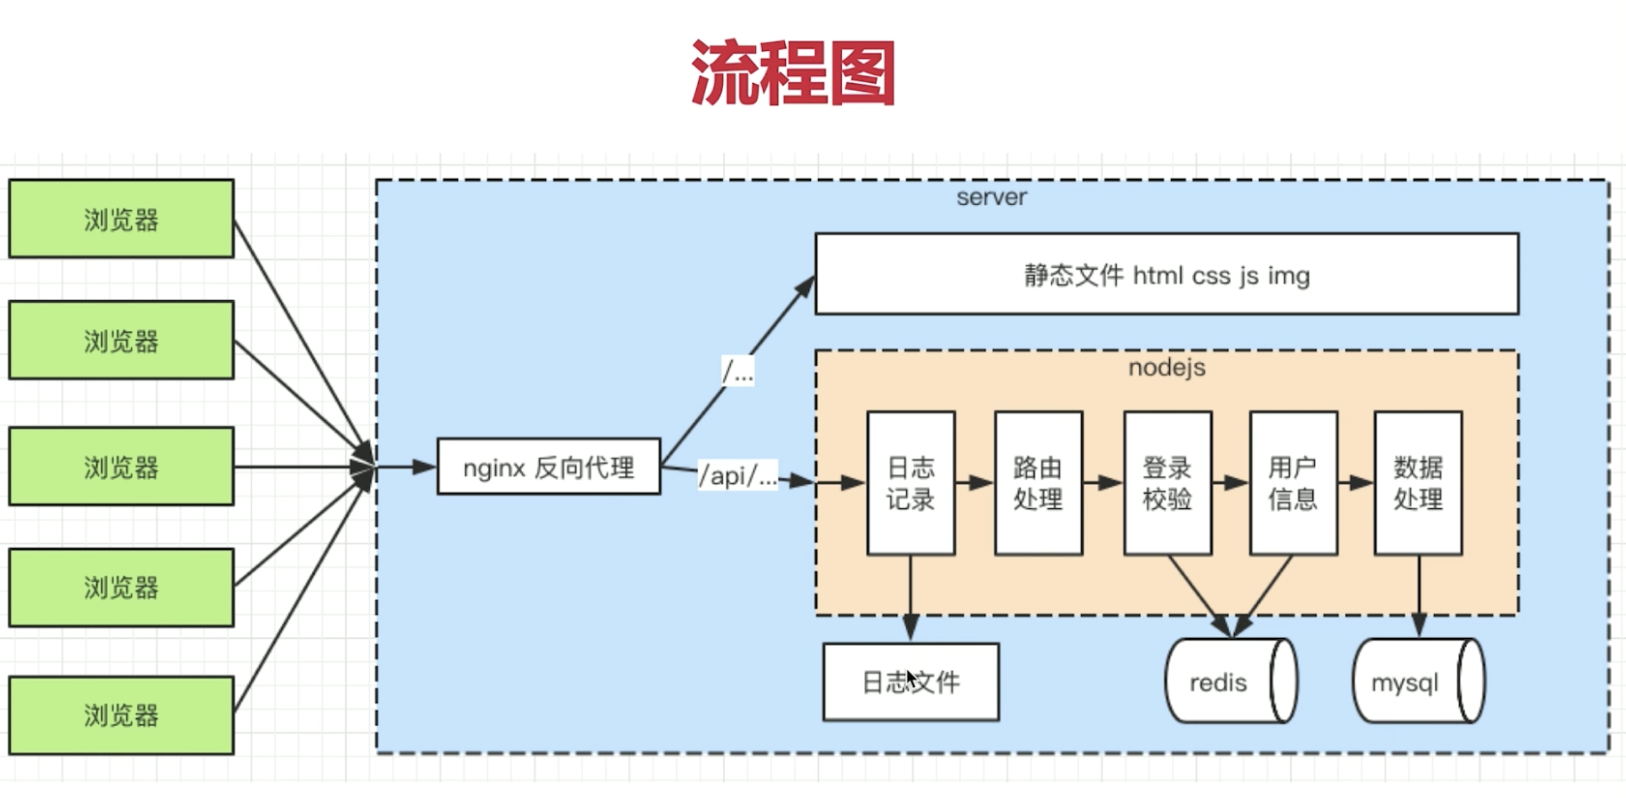 流程图
server
浏览器
浏览器
浏览器
浏览器
浏览器
nginx 反向代理
/...
/api/...
静态文件 html css js img
nodejs
日志
记录
路由
处理
登录
校验
用户
信息
数据
处理
日志文件
redis
mysql